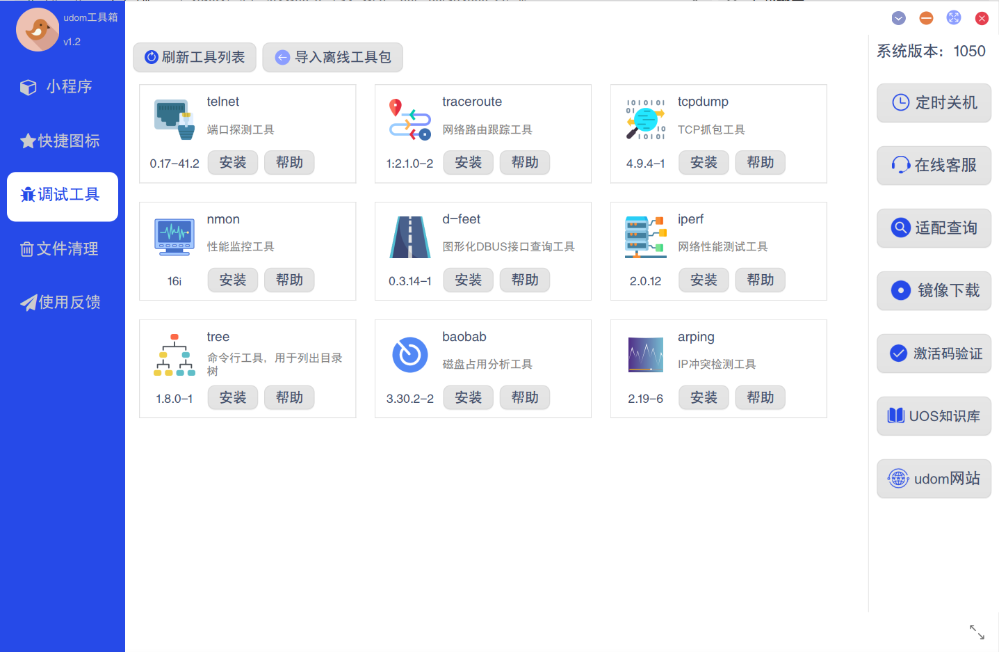 udom工具箱
v1.2
小程序
快捷图标
调试工具
文件清理
使用反馈
刷新工具列表
导入离线工具包
telnet
端口探测工具
0.17-41.2
安装
帮助
traceroute
网络路由跟踪工具
1:2.1.0-2
安装
帮助
tcpdump
TCP抓包工具
4.9.4-1
安装
帮助
nmon
性能监控工具
16i
安装
帮助
d-feet
图形化DBUS接口查询工具
0.3.14-1
安装
帮助
iperf
网络性能测试工具
2.0.12
安装
帮助
tree
命令行工具，用于列出目录
树
1.8.0-1
安装
帮助
baobab
磁盘占用分析工具
3.30.2-2
安装
帮助
arping
IP冲突检测工具
2.19-6
安装
帮助
系统版本：1050
定时关机
在线客服
适配查询
镜像下载
激活码验证
UOS知识库
udom网站